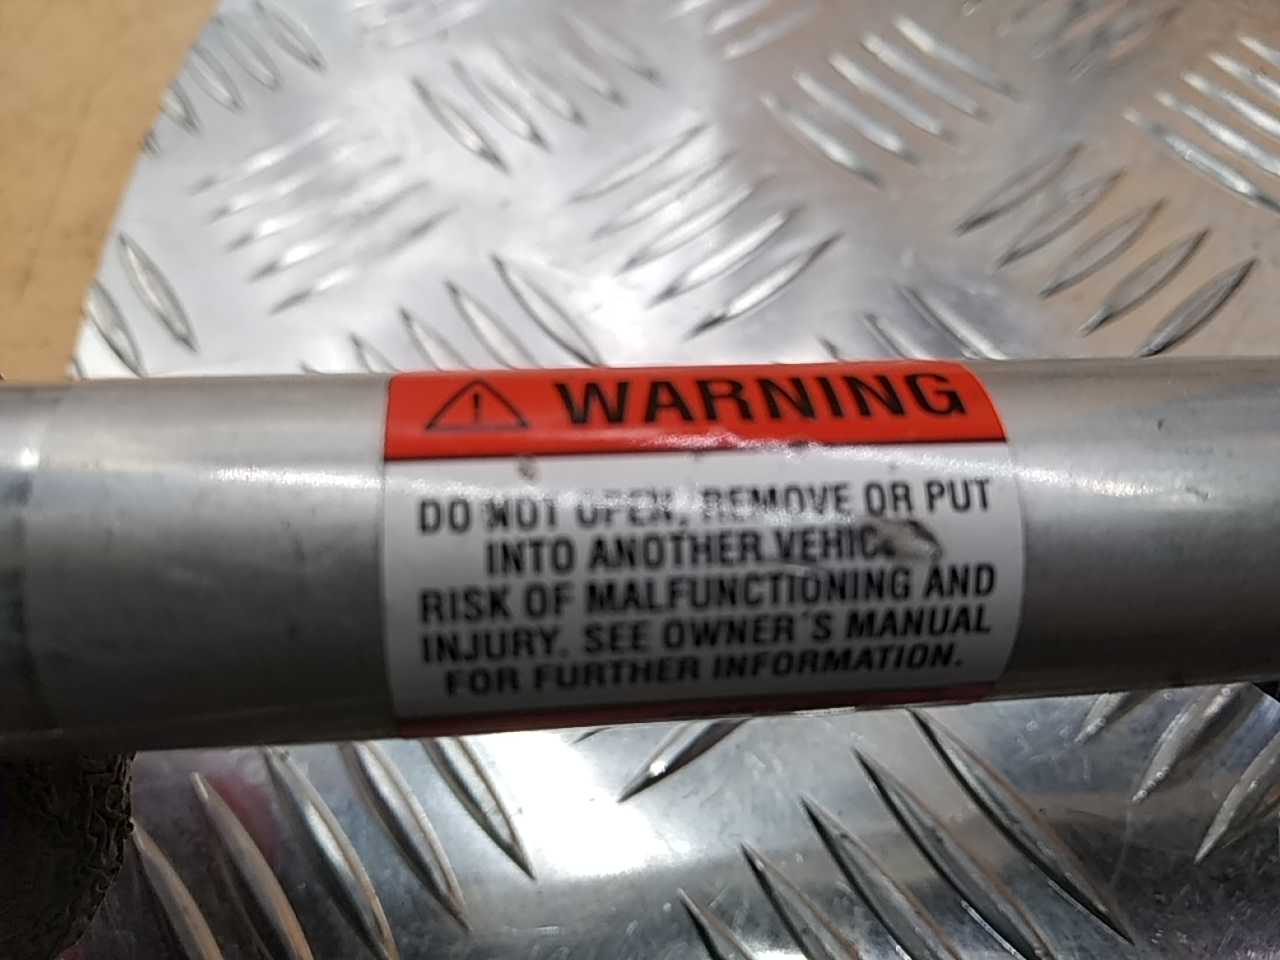 WARNING
DO NOT OPEN, REMOVE OR PUT
INTO ANOTHER VEHICLE
RISK OF MALFUNCTIONING AND
INJURY. SEE OWNER'S MANUAL
FOR FURTHER INFORMATION.